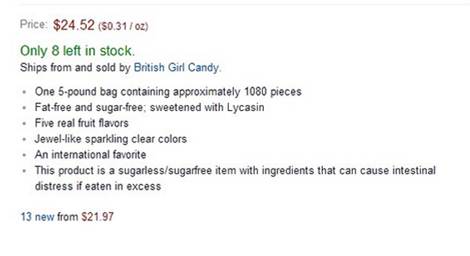 Price: $24.52 ($0.31 / oz)
Only 8 left in stock.
Ships from and sold by British Girl Candy.
One 5-pound bag containing approximately 1080 pieces
Fat-free and sugar-free; sweetened with Lycasin
Five real fruit flavors
Jewel-like sparkling clear colors
An international favorite
This product is a sugarless/sugarfree item with ingredients that can cause intestinal
distress if eaten in excess
13 new from $21.97